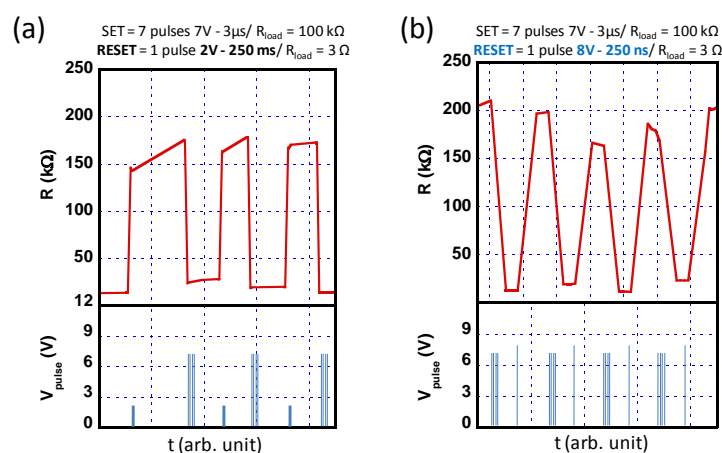 (a)
SET = 7 pulses 7V - 3µs/ R_load = 100 kΩ
RESET = 1 pulse 2V - 250 ms/ R_load = 3 Ω
250
200
150
100
50
R (kΩ)
12
9
6
3
0
V_pulse (V)
t (arb. unit)
(b)
SET = 7 pulses 7V - 3µs/ R_load = 100 kΩ
RESET = 1 pulse 8V - 250 ns/ R_load = 3 Ω
250
200
150
100
50
R (kΩ)
9
6
3
0
V_pulse (V)
t (arb. unit)